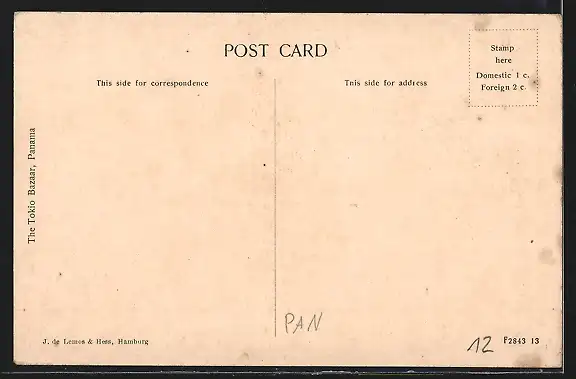 POST CARD
Stamp
here
Domestic 1 c.
Foreign 2 c.
This side for correspondence
Tnis side for address
The Tokio Bazaar, Panama
PAN
J. de Lemos & Hess, Hamburg
12
F2843 13